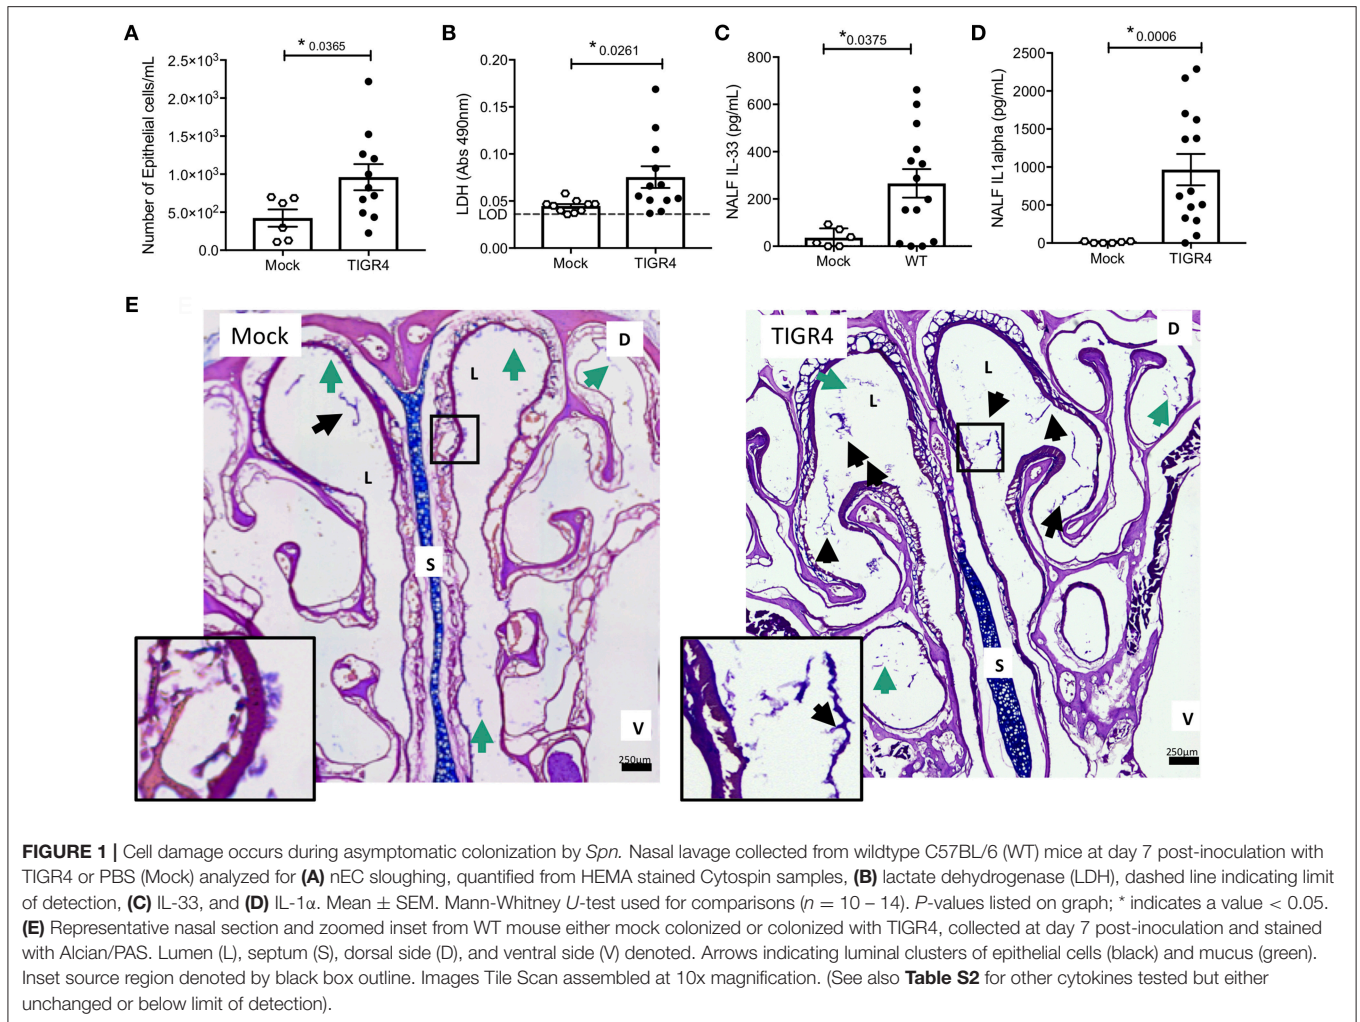 A
* 0.0365
Number of Epithelial cells/mL
2.5×10³
2.0×10³
1.5×10³
1.0×10³
5.0×10²
0.0
Mock
TIGR4
B
* 0.0261
LDH (Abs 490nm)
0.20
0.15
0.10
0.05
LOD
0.00
Mock
TIGR4
C
*0.0375
NALF IL-33 (pg/mL)
800
600
400
200
0
Mock
WT
D
*0.0006
NALF IL1alpha (pg/mL)
2500
2000
1500
1000
500
0
Mock
TIGR4
E
Mock
D
L
L
S
V
250µm
TIGR4
D
L
L
S
V
250µm
FIGURE 1 | Cell damage occurs during asymptomatic colonization by Spn. Nasal lavage collected from wildtype C57BL/6 (WT) mice at day 7 post-inoculation with
TIGR4 or PBS (Mock) analyzed for (A) nEC sloughing, quantified from HEMA stained Cytospin samples, (B) lactate dehydrogenase (LDH), dashed line indicating limit
of detection, (C) IL-33, and (D) IL-1α. Mean ± SEM. Mann-Whitney U-test used for comparisons (n = 10 – 14). P-values listed on graph; * indicates a value < 0.05.
(E) Representative nasal section and zoomed inset from WT mouse either mock colonized or colonized with TIGR4, collected at day 7 post-inoculation and stained
with Alcian/PAS. Lumen (L), septum (S), dorsal side (D), and ventral side (V) denoted. Arrows indicating luminal clusters of epithelial cells (black) and mucus (green).
Inset source region denoted by black box outline. Images Tile Scan assembled at 10x magnification. (See also Table S2 for other cytokines tested but either
unchanged or below limit of detection).